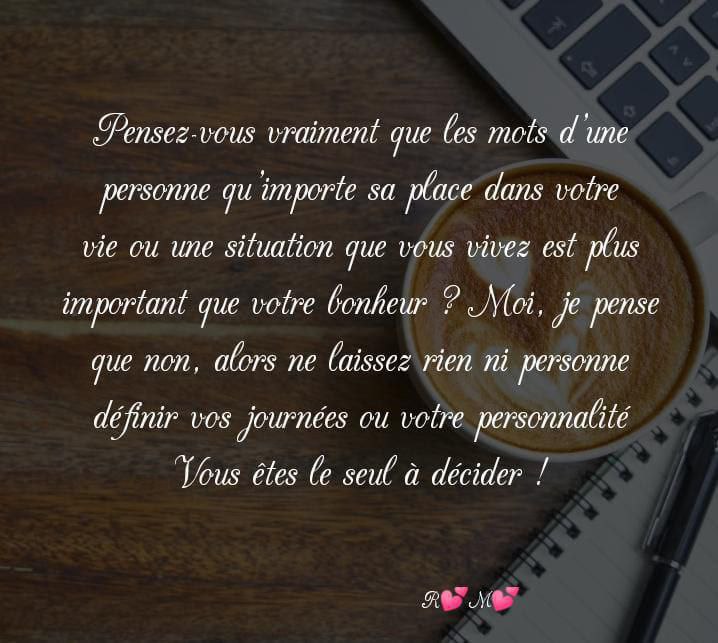 Pensez-vous vraiment que les mots d'une
personne qu'importe sa place dans votre
vie ou une situation que vous vivez est plus
important que votre bonheur ? Moi, je pense
que non, alors ne laissez rien ni personne
définir vos journées ou votre personnalité
Vous êtes le seul à décider !
R💕M💕